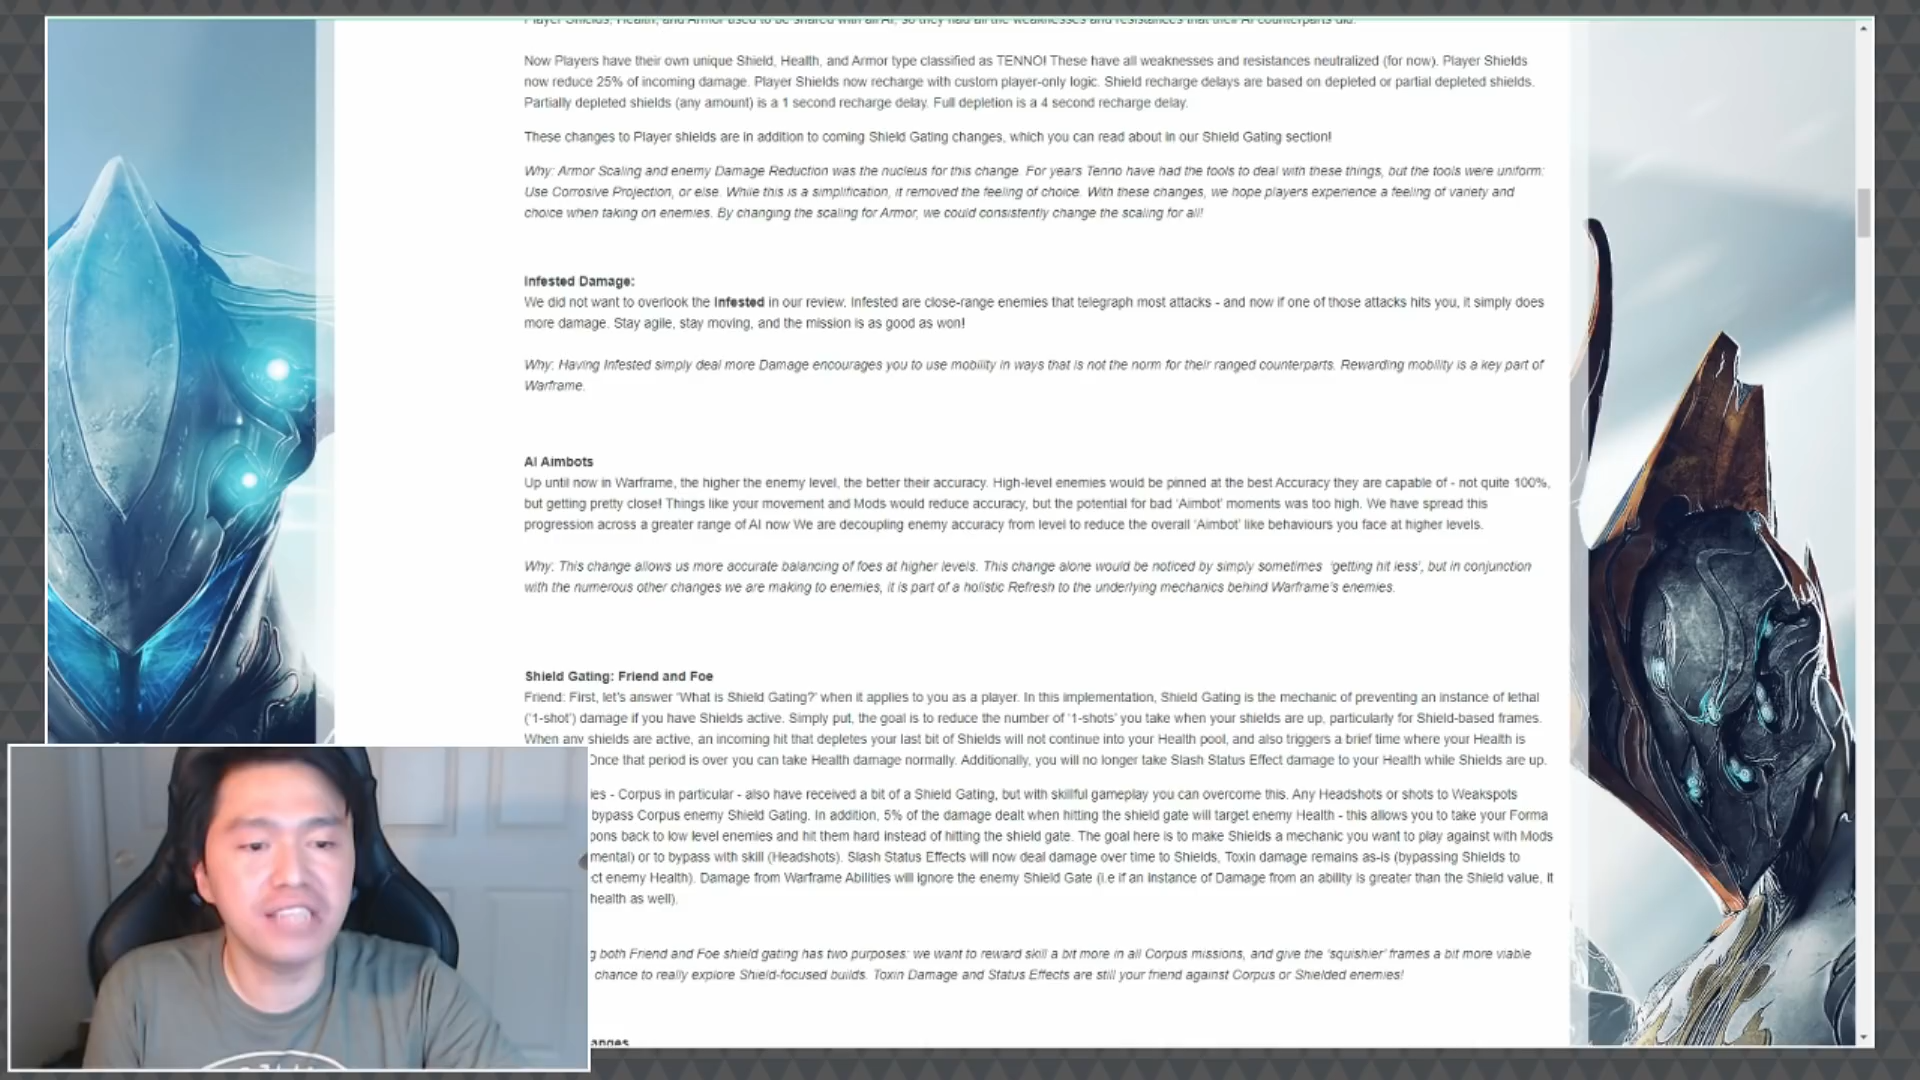 Player Shields, Health, and Armor used to be shared with all AI, so they had all the weaknesses and resistances that their AI counterparts did.
Now Players have their own unique Shield, Health, and Armor type classified as TENNO! These have all weaknesses and resistances neutralized (for now). Player Shields
now reduce 25% of incoming damage. Player Shields now recharge with custom player-only logic. Shield recharge delays are based on depleted or partial depleted shields.
Partially depleted shields (any amount) is a 1 second recharge delay. Full depletion is a 4 second recharge delay.
These changes to Player shields are in addition to coming Shield Gating changes, which you can read about in our Shield Gating section!
Why: Armor Scaling and enemy Damage Reduction was the nucleus for this change. For years Tenno have had the tools to deal with these things, but the tools were uniform:
Use Corrosive Projection, or else. While this is a simplification, it removed the feeling of choice. With these changes, we hope players experience a feeling of variety and
choice when taking on enemies. By changing the scaling for Armor, we could consistently change the scaling for all!
Infested Damage:
We did not want to overlook the Infested in our review. Infested are close-range enemies that telegraph most attacks - and now if one of those attacks hits you, it simply does
more damage. Stay agile, stay moving, and the mission is as good as won!
Why: Having Infested simply deal more Damage encourages you to use mobility in ways that is not the norm for their ranged counterparts. Rewarding mobility is a key part of
Warframe.
AI Aimbots
Up until now in Warframe, the higher the enemy level, the better their accuracy. High-level enemies would be pinned at the best Accuracy they are capable of - not quite 100%,
but getting pretty close! Things like your movement and Mods would reduce accuracy, but the potential for bad 'Aimbot' moments was too high. We have spread this
progression across a greater range of AI now We are decoupling enemy accuracy from level to reduce the overall 'Aimbot' like behaviours you face at higher levels.
Why: This change allows us more accurate balancing of foes at higher levels. This change alone would be noticed by simply sometimes 'getting hit less', but in conjunction
with the numerous other changes we are making to enemies, it is part of a holistic Refresh to the underlying mechanics behind Warframe's enemies.
Shield Gating: Friend and Foe
Friend: First, let's answer 'What is Shield Gating?' when it applies to you as a player. In this implementation, Shield Gating is the mechanic of preventing an instance of lethal
('1-shot') damage if you have Shields active. Simply put, the goal is to reduce the number of '1-shots' you take when your shields are up, particularly for Shield-based frames.
When any shields are active, an incoming hit that depletes your last bit of Shields will not continue into your Health pool, and also triggers a brief time where your Health is
Once that period is over you can take Health damage normally. Additionally, you will no longer take Slash Status Effect damage to your Health while Shields are up.
ies - Corpus in particular - also have received a bit of a Shield Gating, but with skillful gameplay you can overcome this. Any Headshots or shots to Weakspots
bypass Corpus enemy Shield Gating. In addition, 5% of the damage dealt when hitting the shield gate will target enemy Health - this allows you to take your Forma
pons back to low level enemies and hit them hard instead of hitting the shield gate. The goal here is to make Shields a mechanic you want to play against with Mods
mental) or to bypass with skill (Headshots). Slash Status Effects will now deal damage over time to Shields, Toxin damage remains as-is (bypassing Shields to
ct enemy Health). Damage from Warframe Abilities will ignore the enemy Shield Gate (i.e if an instance of Damage from an ability is greater than the Shield value, it
health as well).
g both Friend and Foe shield gating has two purposes: we want to reward skill a bit more in all Corpus missions, and give the 'squishier' frames a bit more viable
chance to really explore Shield-focused builds. Toxin Damage and Status Effects are still your friend against Corpus or Shielded enemies!
anges